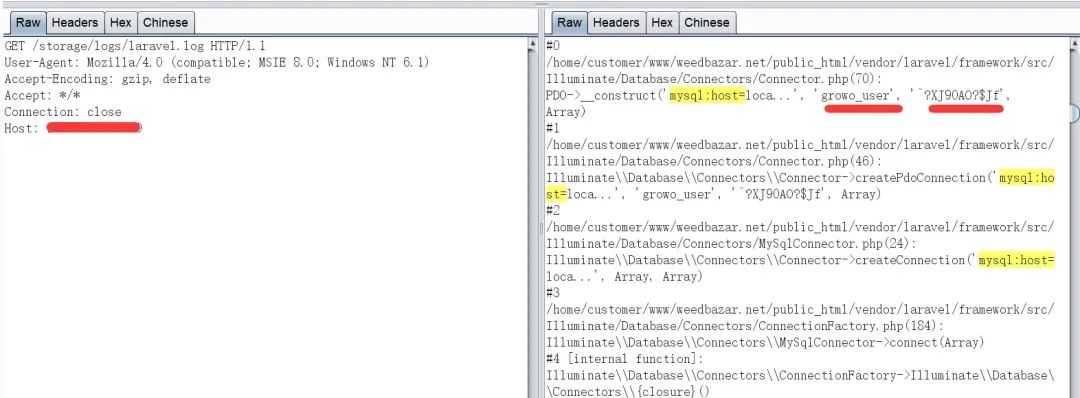 Raw Headers Hex Chinese
GET /storage/logs/laravel.log HTTP/1.1
User-Agent: Mozilla/4.0 (compatible; MSIE 8.0; Windows NT 6.1)
Accept-Encoding: gzip, deflate
Accept: */*
Connection: close
Host:
Raw Headers Hex Chinese
#0
/home/customer/www/weedbazar.net/public_html/vendor/laravel/framework/src/
Illuminate/Database/Connectors/Connector.php(70):
PDO->__construct('mysql:host=loca...', 'growo_user', '^?XJ90AO?$Jf',
Array)
#1
/home/customer/www/weedbazar.net/public_html/vendor/laravel/framework/src/
Illuminate/Database/Connectors/Connector.php(46):
Illuminate\\Database\\Connectors\\Connector->createPdoConnection('mysql:ho
st=loca...', 'growo_user', '^?XJ90AO?$Jf', Array)
#2
/home/customer/www/weedbazar.net/public_html/vendor/laravel/framework/src/
Illuminate/Database/Connectors/MySqlConnector.php(24):
Illuminate\\Database\\Connectors\\Connector->createConnection('mysql:host=
loca...', Array, Array)
#3
/home/customer/www/weedbazar.net/public_html/vendor/laravel/framework/src/
Illuminate/Database/Connectors/ConnectionFactory.php(184):
Illuminate\\Database\\Connectors\\MySqlConnector->connect(Array)
#4 [internal function]:
Illuminate\\Database\\Connectors\\ConnectionFactory->Illuminate\\Database\
\Connectors\\{closure}()